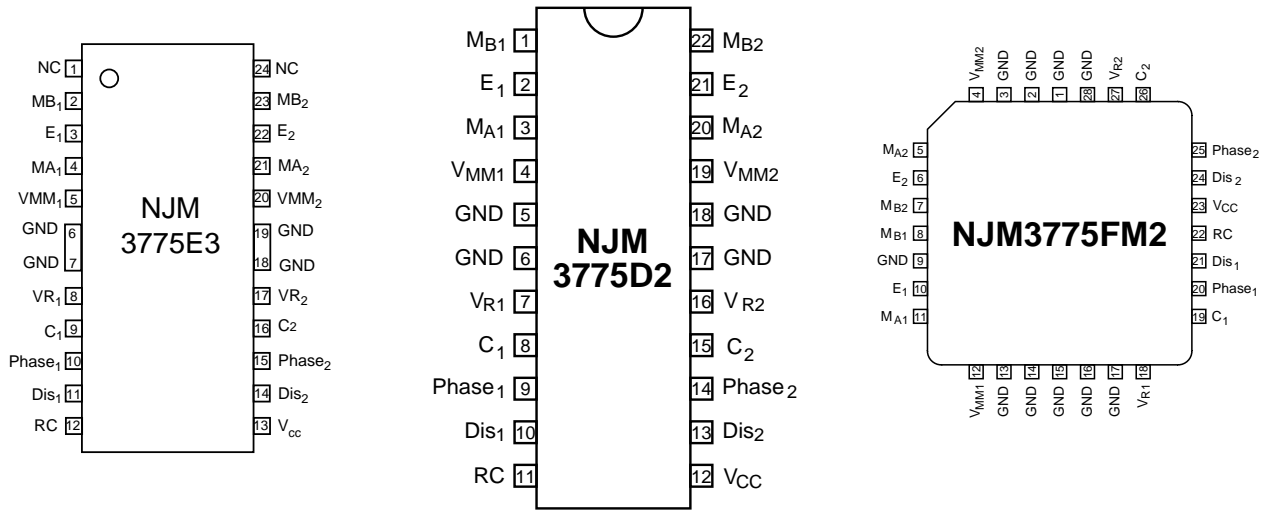 NC 1
MB1 2
E1 3
MA1 4
VMM1 5
GND 6
GND 7
VR1 8
C1 9
Phase1 10
Dis1 11
RC 12
NJM
3775E3
24 NC
23 MB2
22 E2
21 MA2
20 VMM2
19 GND
18 GND
17 VR2
16 C2
15 Phase2
14 Dis2
13 Vcc
MB1 1
E1 2
MA1 3
VMM1 4
GND 5
GND 6
VR1 7
C1 8
Phase1 9
Dis1 10
RC 11
NJM
3775D2
22 MB2
21 E2
20 MA2
19 VMM2
18 GND
17 GND
16 VR2
15 C2
14 Phase2
13 Dis2
12 VCC
4 VMM2
3 GND
2 GND
1 GND
28 GND
27 VR2
26 C2
MA2 5
E2 6
MB2 7
MB1 8
GND 9
E1 10
MA1 11
NJM3775FM2
25 Phase2
24 Dis2
23 VCC
22 RC
21 Dis1
20 Phase1
19 C1
12 VMM1
13 GND
14 GND
15 GND
16 GND
17 GND
18 VR1